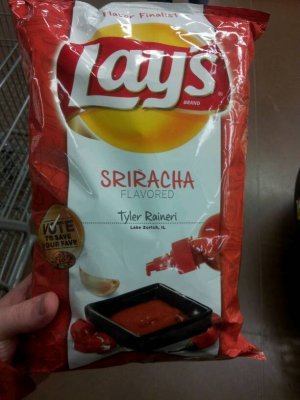 Flavor Finalist
Lay's
BRAND
SRIRACHA
FLAVORED
Tyler Raineri
Lake Zurich, IL
VOTE
TO SAVE
YOUR FAVE